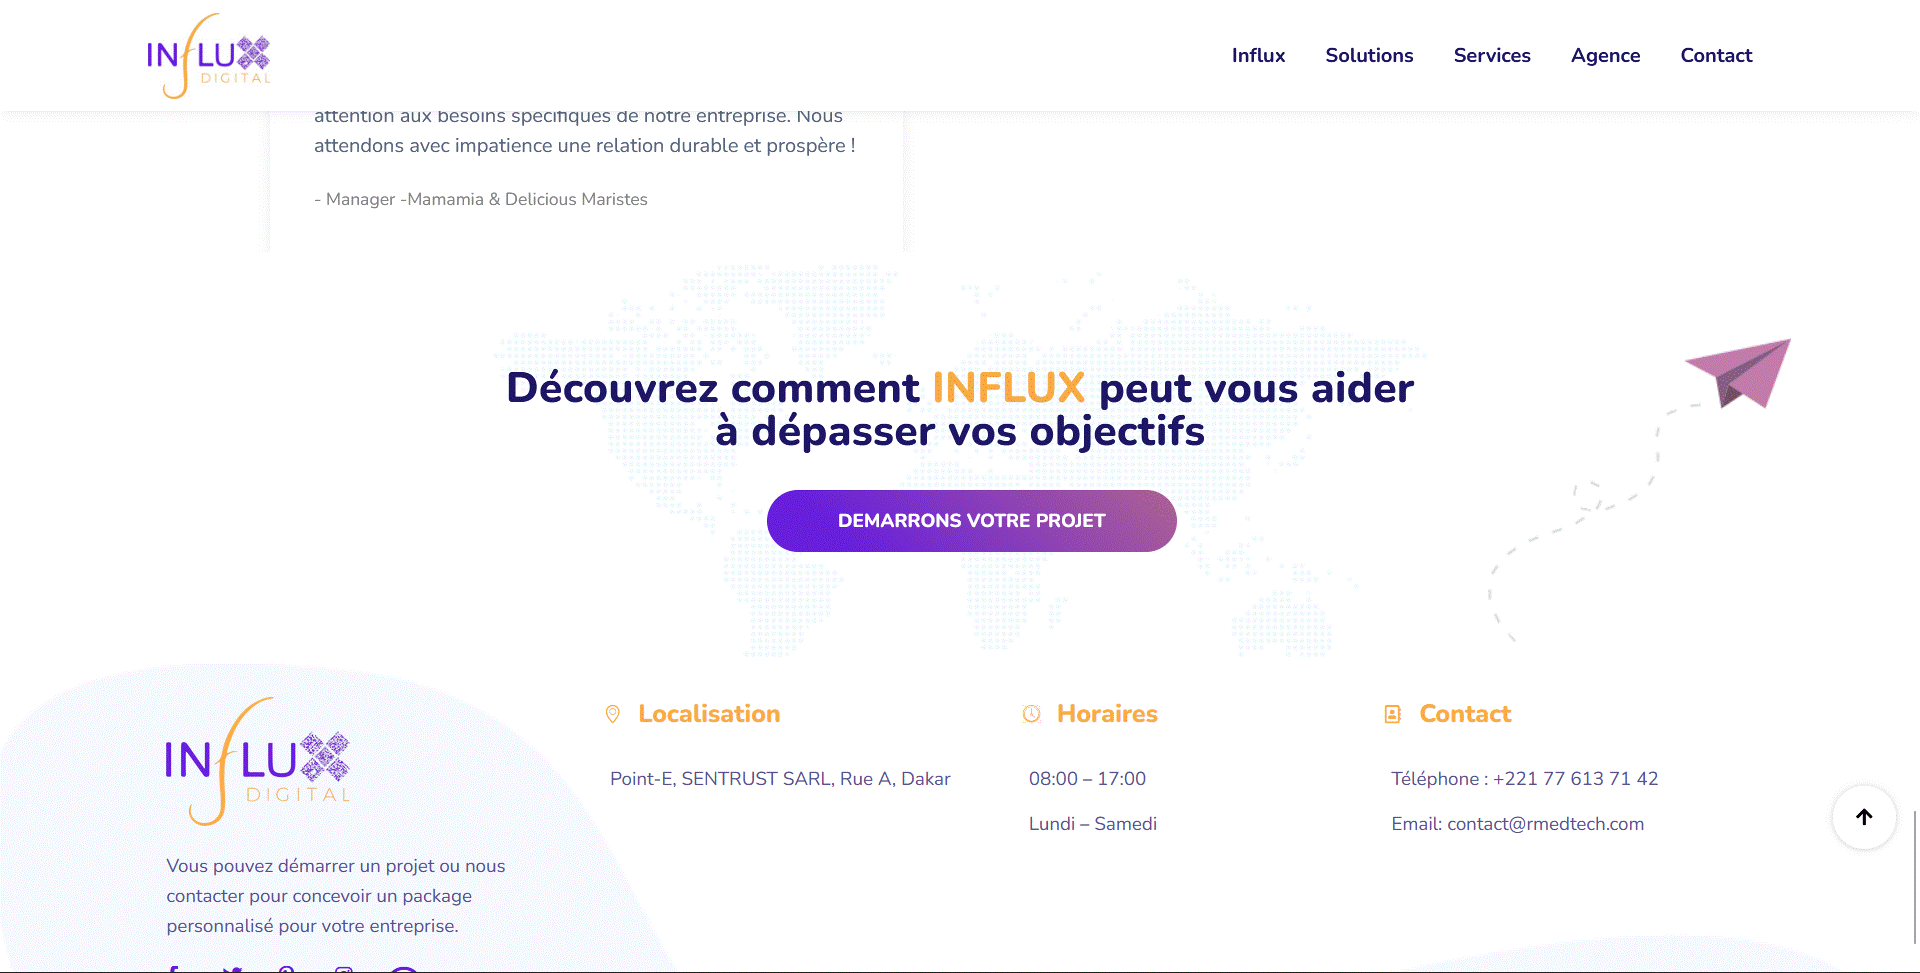 INfLUX
DIGITAL
Influx Solutions Services Agence Contact
attention aux besoins spécifiques de notre entreprise. Nous
attendons avec impatience une relation durable et prospère !
- Manager -Mamamia & Delicious Maristes
Découvrez comment INFLUX peut vous aider
à dépasser vos objectifs
DEMARRONS VOTRE PROJET
INfLUX
DIGITAL
Vous pouvez démarrer un projet ou nous
contacter pour concevoir un package
personnalisé pour votre entreprise.
Localisation
Point-E, SENTRUST SARL, Rue A, Dakar
Horaires
08:00 – 17:00
Lundi – Samedi
Contact
Téléphone : +221 77 613 71 42
Email: contact@rmedtech.com